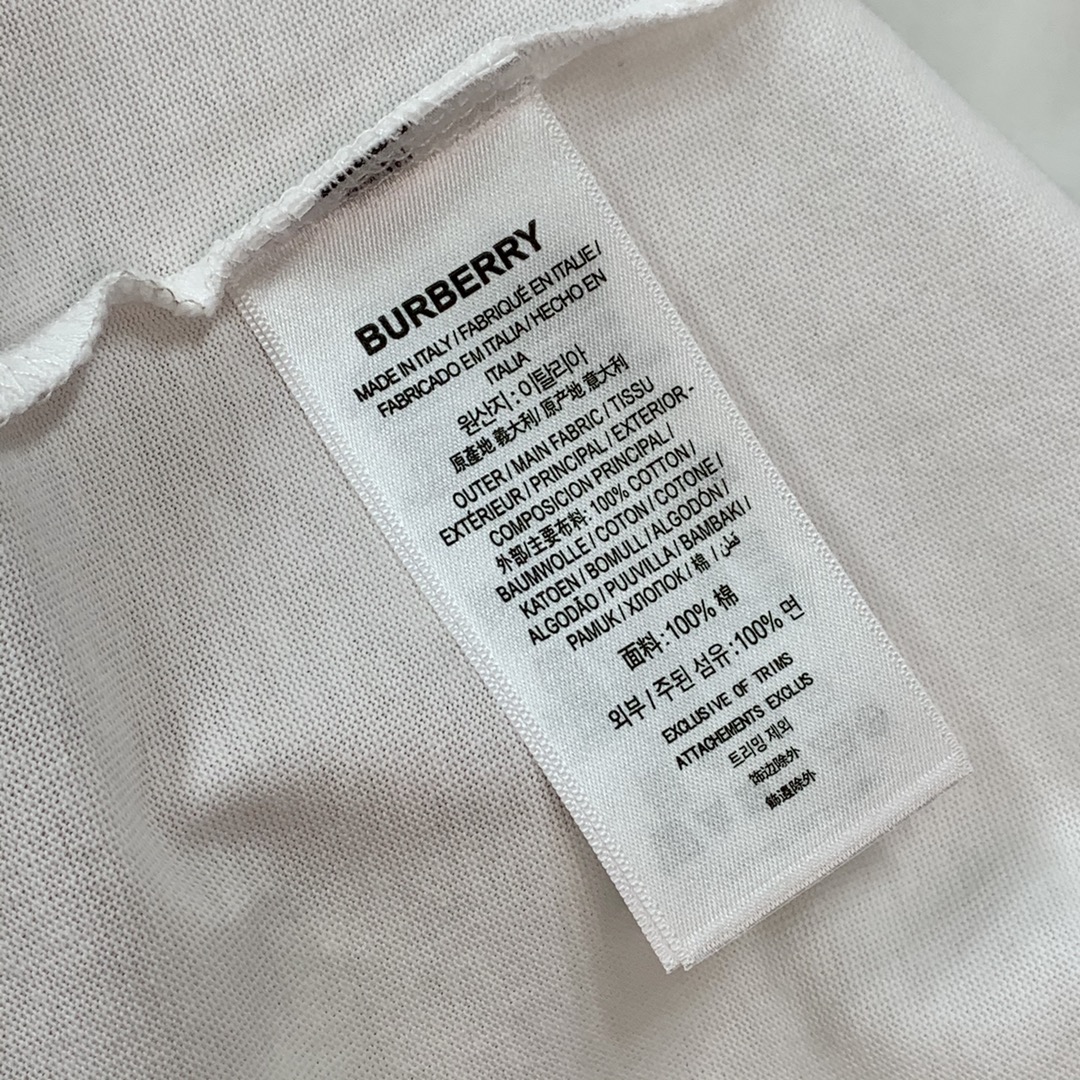 BURBERRY
MADE IN ITALY / FABRIQUÉ EN ITALIE /
FABRICADO EM ITALIA / HECHO EN
ITALIA
원산지 : 이탈리아
原產地 義大利/ 原产地 意大利
OUTER / MAIN FABRIC / TISSU
EXTERIEUR / PRINCIPAL / EXTERIOR -
COMPOSICION PRINCIPAL /
外部/主要布料: 100% COTTON /
BAUMWOLLE / COTON / COTONE /
KATOEN / BOMULL / ALGODÓN /
ALGODÃO / PUUVILLA / BAMBAKI /
PAMUK / ХЛОПОК / 棉 / قطن
面料: 100% 棉
외부 / 주된 섬유 : 100% 면
EXCLUSIVE OF TRIMS
ATTACHEMENTS EXCLUS
트리밍 제외
饰边除外
飾邊除外